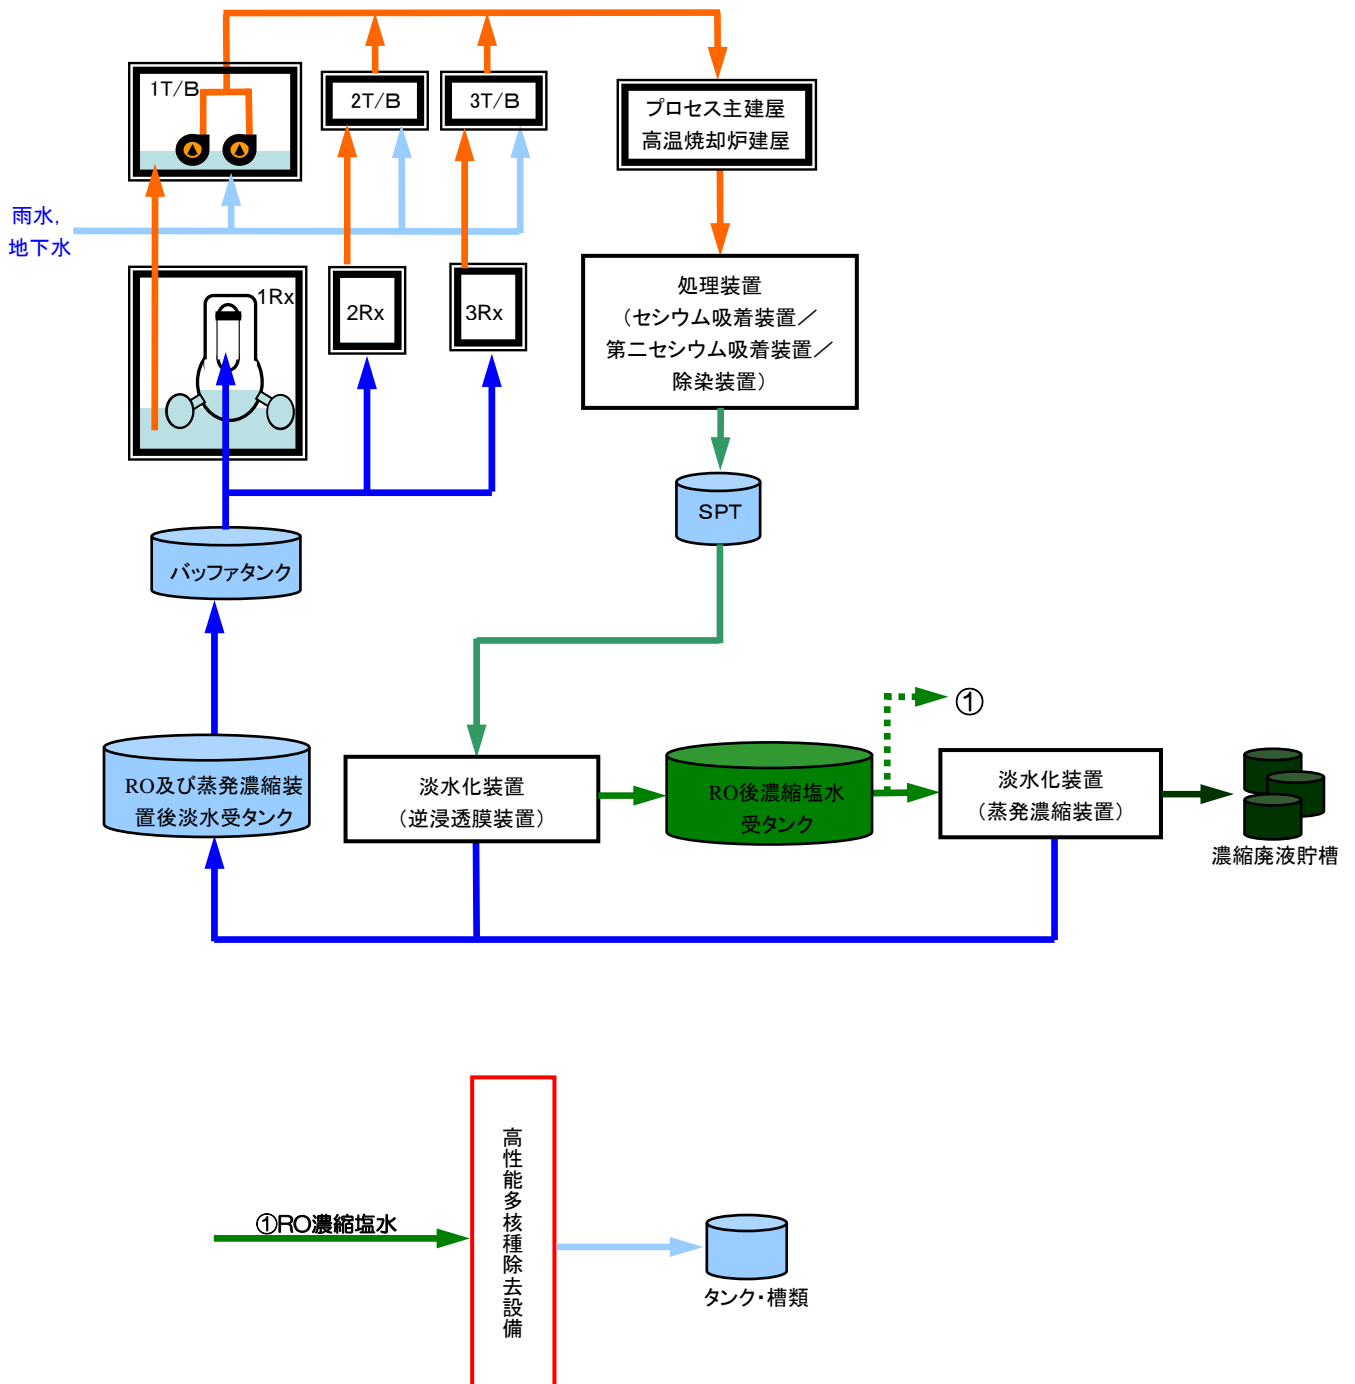 1T/B
2T/B
3T/B
プロセス主建屋
高温焼却炉建屋
雨水,
地下水
1Rx
2Rx
3Rx
処理装置
（セシウム吸着装置／
第二セシウム吸着装置／
除染装置）
SPT
バッファタンク
①
RO及び蒸発濃縮装
置後淡水受タンク
淡水化装置
（逆浸透膜装置）
RO後濃縮塩水
受タンク
淡水化装置
（蒸発濃縮装置）
濃縮廃液貯槽
①RO濃縮塩水
高性能多核種除去設備
タンク・槽類